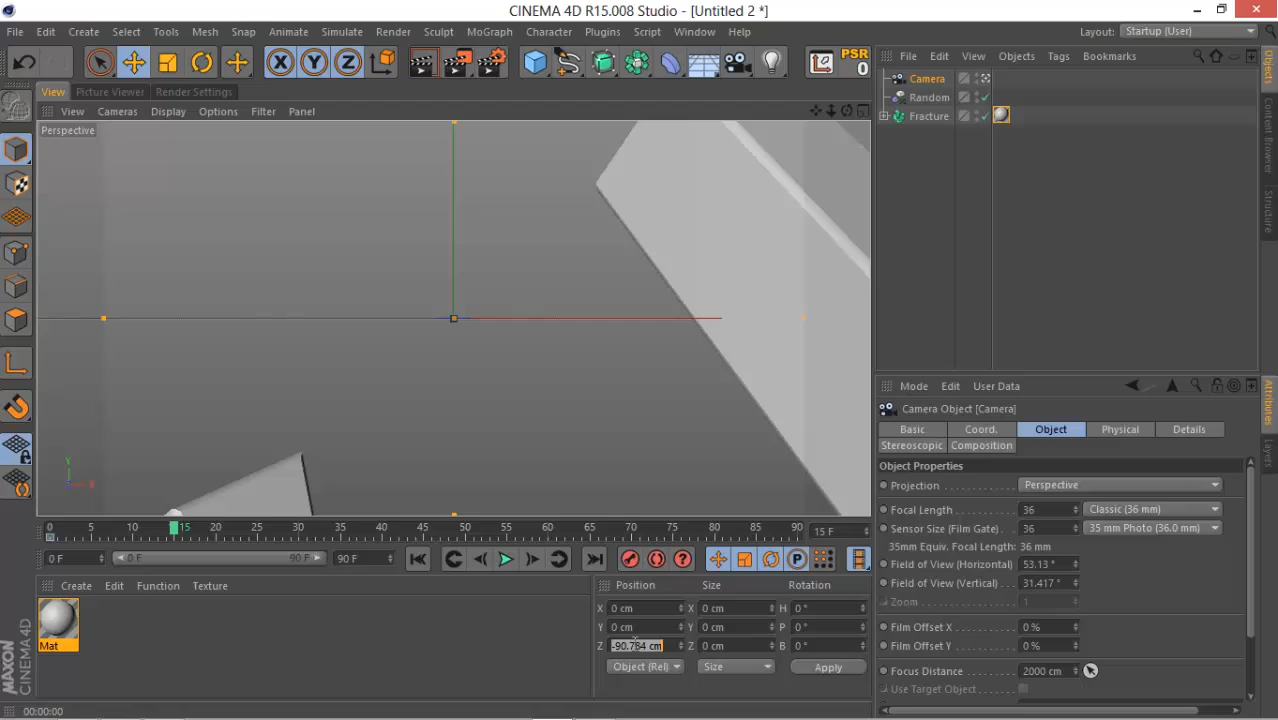 CINEMA 4D R15.008 Studio - [Untitled 2 *]
File Edit Create Select Tools Mesh Snap Animate Simulate Render Sculpt MoGraph Character Plugins Script Window Help
Layout: Startup (User)
X Y Z
PSR
0
View Picture Viewer Render Settings
View Cameras Display Options Filter Panel
Perspective
Y
X
File Edit View Objects Tags Bookmarks
Camera
Random
Fracture
Objects
Content Browser
Structure
Mode Edit User Data
Camera Object [Camera]
Basic Coord. Object Physical Details
Stereoscopic Composition
Object Properties
Projection Perspective
Focal Length 36 Classic (36 mm)
Sensor Size (Film Gate) 36 35 mm Photo (36.0 mm)
35mm Equiv. Focal Length: 36 mm
Field of View (Horizontal) 53.13 °
Field of View (Vertical) 31.417 °
Zoom 1
Film Offset X 0 %
Film Offset Y 0 %
Focus Distance 2000 cm
Use Target Object
Attributes
Layers
0 5 10 15 20 25 30 35 40 45 50 55 60 65 70 75 80 85 90 15 F
0 F 0 F 90 F 90 F
P
Create Edit Function Texture
Mat
Position Size Rotation
X 0 cm X 0 cm H 0 °
Y 0 cm Y 0 cm P 0 °
Z -90.764 cm Z 0 cm B 0 °
Object (Rel) Size Apply
MAXON
CINEMA 4D
00:00:00